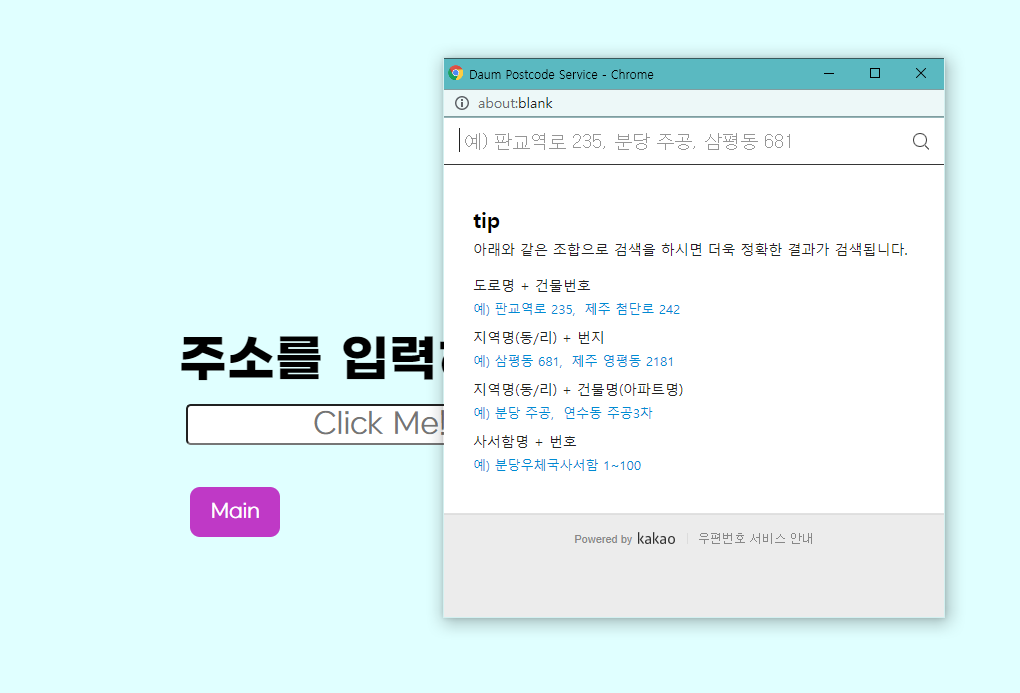 Daum Postcode Service - Chrome
about:blank
예) 판교역로 235, 분당 주공, 삼평동 681
tip
아래와 같은 조합으로 검색을 하시면 더욱 정확한 결과가 검색됩니다.
도로명 + 건물번호
예) 판교역로 235, 제주 첨단로 242
지역명(동/리) + 번지
예) 삼평동 681, 제주 영평동 2181
지역명(동/리) + 건물명(아파트명)
예) 분당 주공, 연수동 주공3차
사서함명 + 번호
예) 분당우체국사서함 1~100
Powered by kakao 우편번호 서비스 안내
주소를 입력
Click Me!
Main